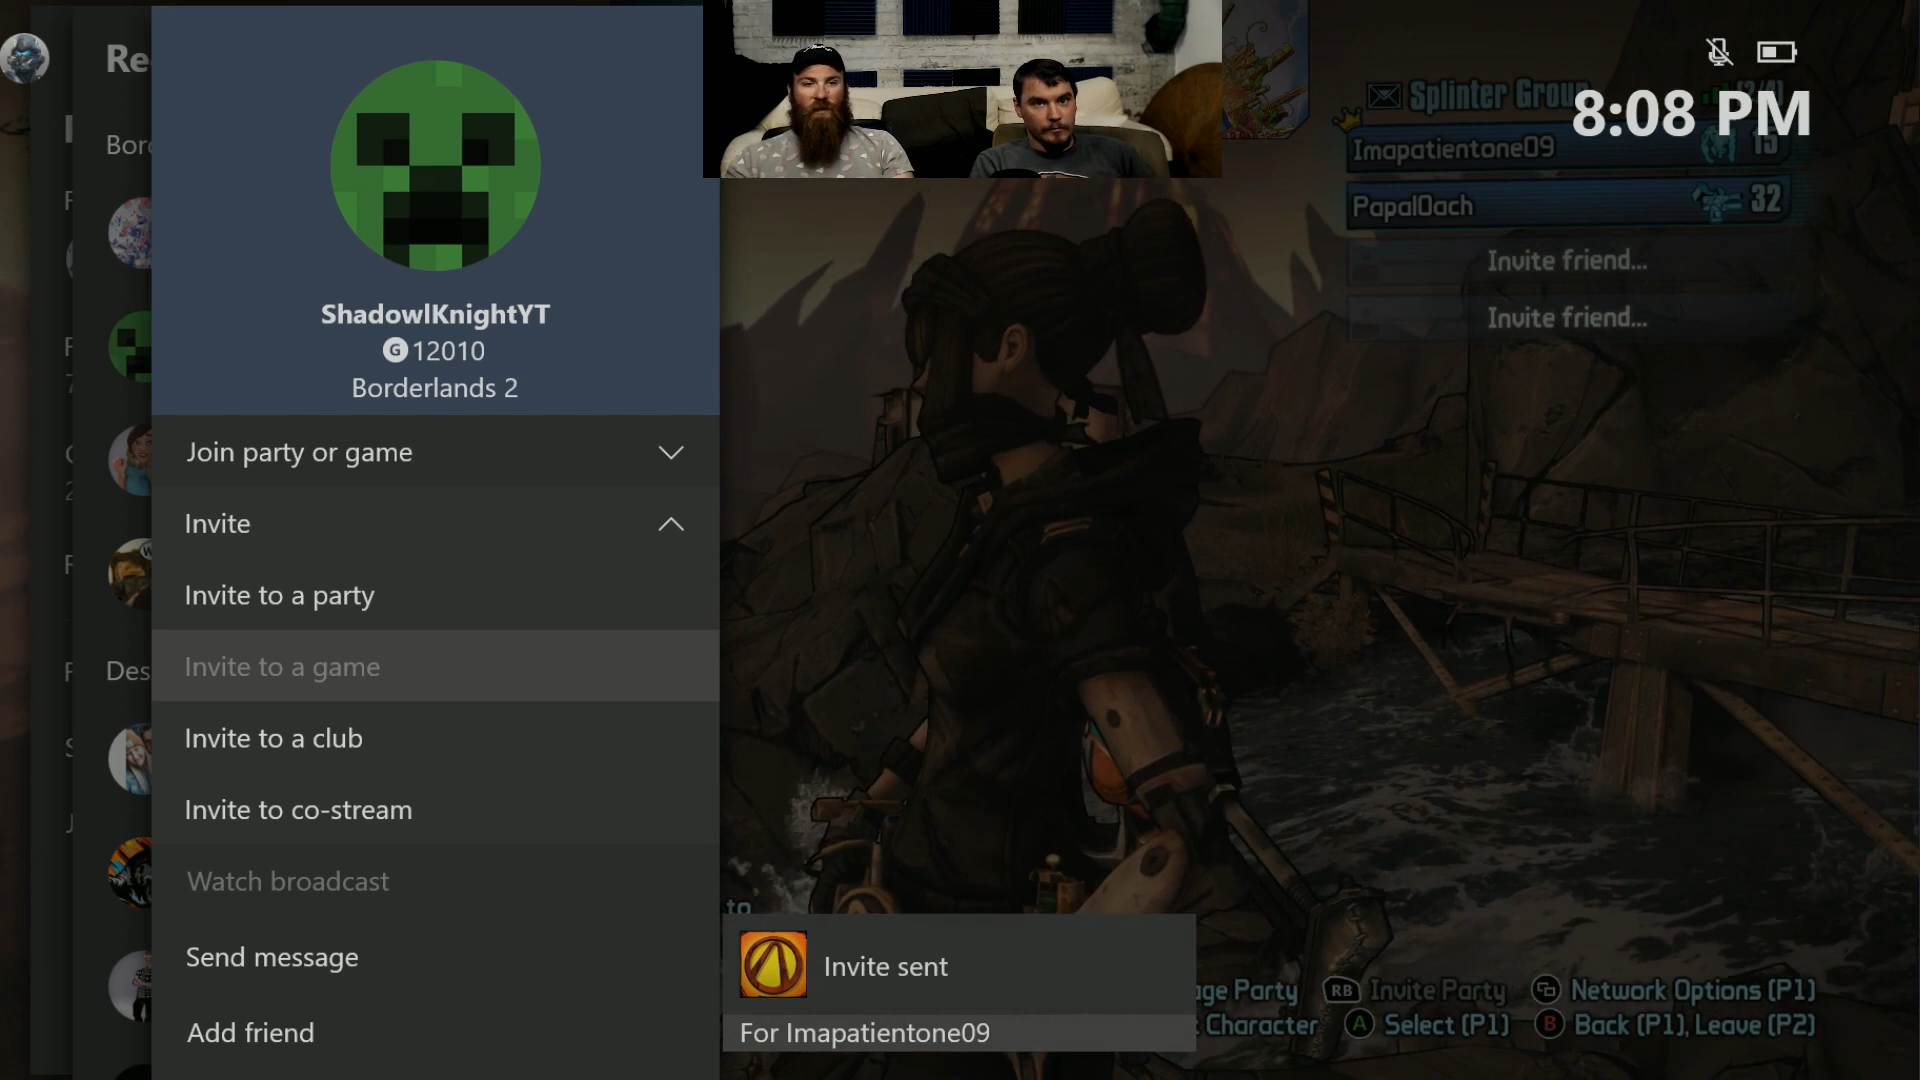 Re
Bor
Des
ShadowlKnightYT
G 12010
Borderlands 2
Join party or game
Invite
Invite to a party
Invite to a game
Invite to a club
Invite to co-stream
Watch broadcast
Send message
Add friend
8:08 PM
Splinter Grou
Imapatientone09 15
PapalOach 32
Invite friend...
Invite friend...
to
Invite sent
For Imapatientone09
age Party RB Invite Party Network Options (P1)
Character A Select (P1) B Back (P1), Leave (P2)